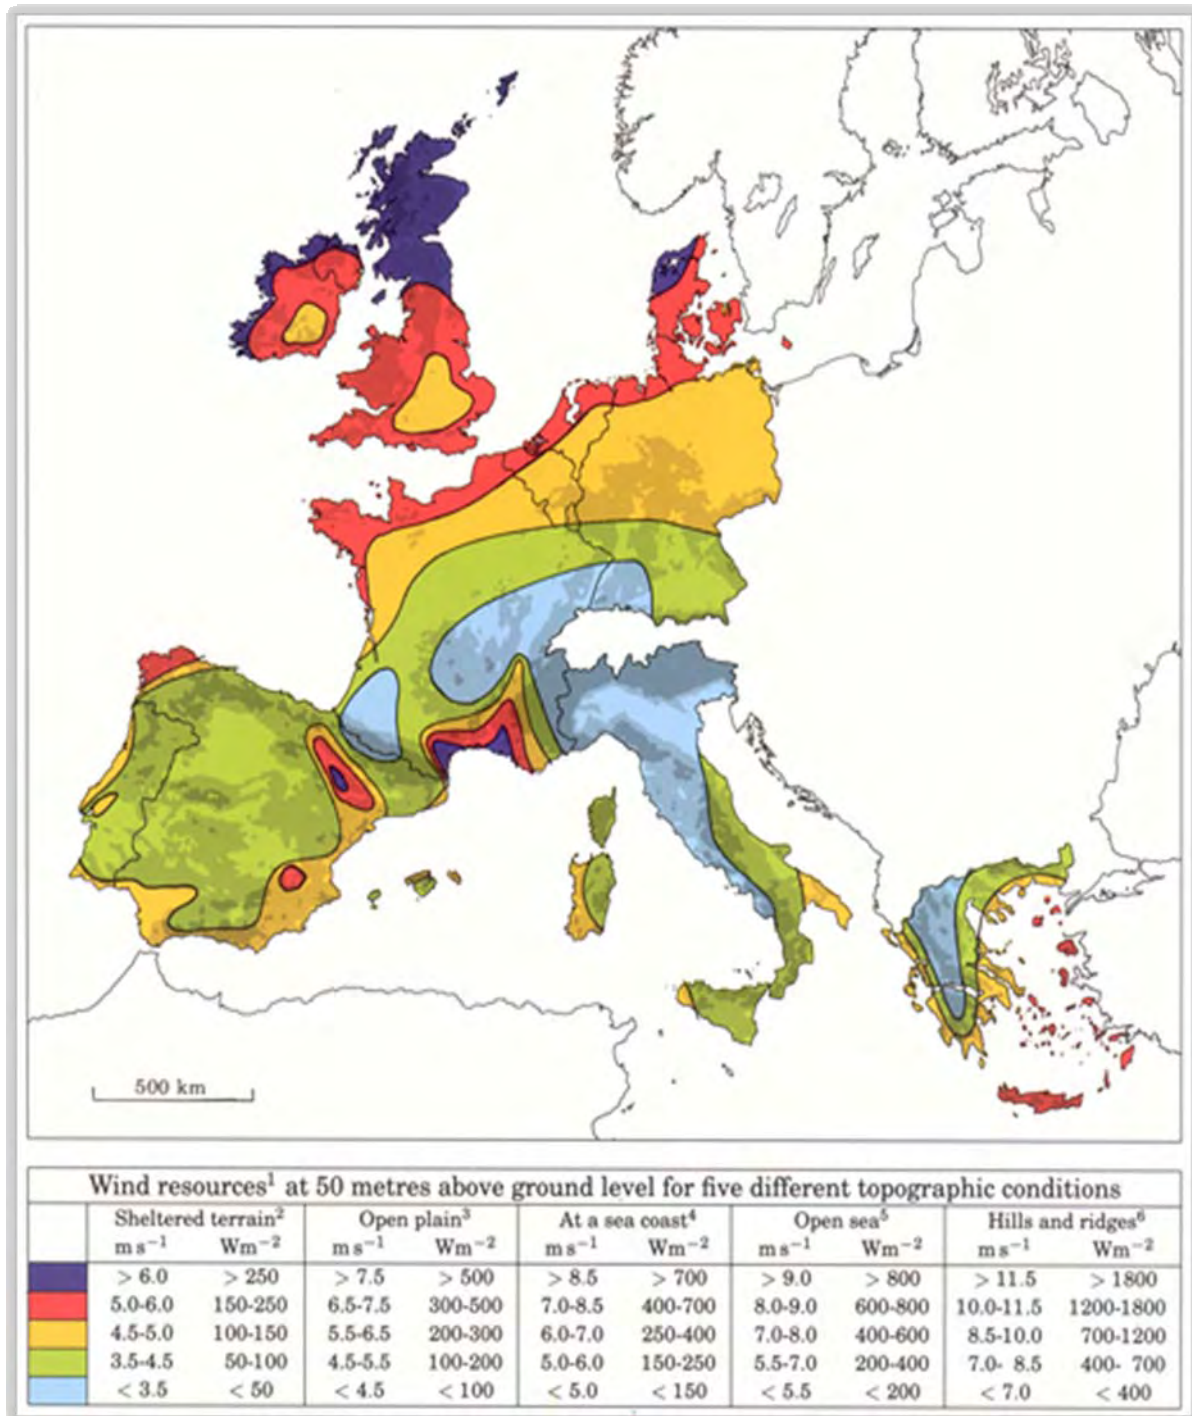 500 km
Wind resources¹ at 50 metres above ground level for five different topographic conditions
Sheltered terrain² Open plain³ At a sea coast⁴ Open sea⁵ Hills and ridges⁶
m s⁻¹ Wm⁻² m s⁻¹ Wm⁻² m s⁻¹ Wm⁻² m s⁻¹ Wm⁻² m s⁻¹ Wm⁻²
> 6.0 > 250 > 7.5 > 500 > 8.5 > 700 > 9.0 > 800 > 11.5 > 1800
5.0-6.0 150-250 6.5-7.5 300-500 7.0-8.5 400-700 8.0-9.0 600-800 10.0-11.5 1200-1800
4.5-5.0 100-150 5.5-6.5 200-300 6.0-7.0 250-400 7.0-8.0 400-600 8.5-10.0 700-1200
3.5-4.5 50-100 4.5-5.5 100-200 5.0-6.0 150-250 5.5-7.0 200-400 7.0- 8.5 400- 700
< 3.5 < 50 < 4.5 < 100 < 5.0 < 150 < 5.5 < 200 < 7.0 < 400